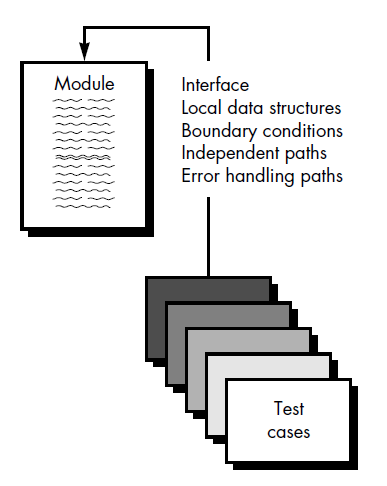 Module
Interface
Local data structures
Boundary conditions
Independent paths
Error handling paths
Test
cases